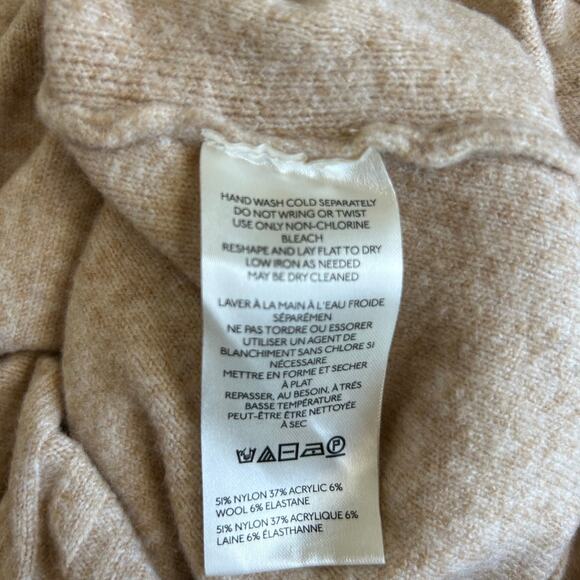 HAND WASH COLD SEPARATELY
DO NOT WRING OR TWIST
USE ONLY NON-CHLORINE
BLEACH
RESHAPE AND LAY FLAT TO DRY
LOW IRON AS NEEDED
MAY BE DRY CLEANED
LAVER À LA MAIN À L'EAU FROIDE
SÉPARÉMEN
NE PAS TORDRE OU ESSORER
UTILISER UN AGENT DE
BLANCHIMENT SANS CHLORE SI
NÉCESSAIRE
METTRE EN FORME ET SECHER
À PLAT
REPASSER, AU BESOIN, À TRÉS
BASSE TEMPÉRATURE
PEUT-ÊTRE ÊTRE NETTOYÉE
À SEC
P
51% NYLON 37% ACRYLIC 6%
WOOL 6% ELASTANE
51% NYLON 37% ACRYLIQUE 6%
LAINE 6% ÉLASTHANNE